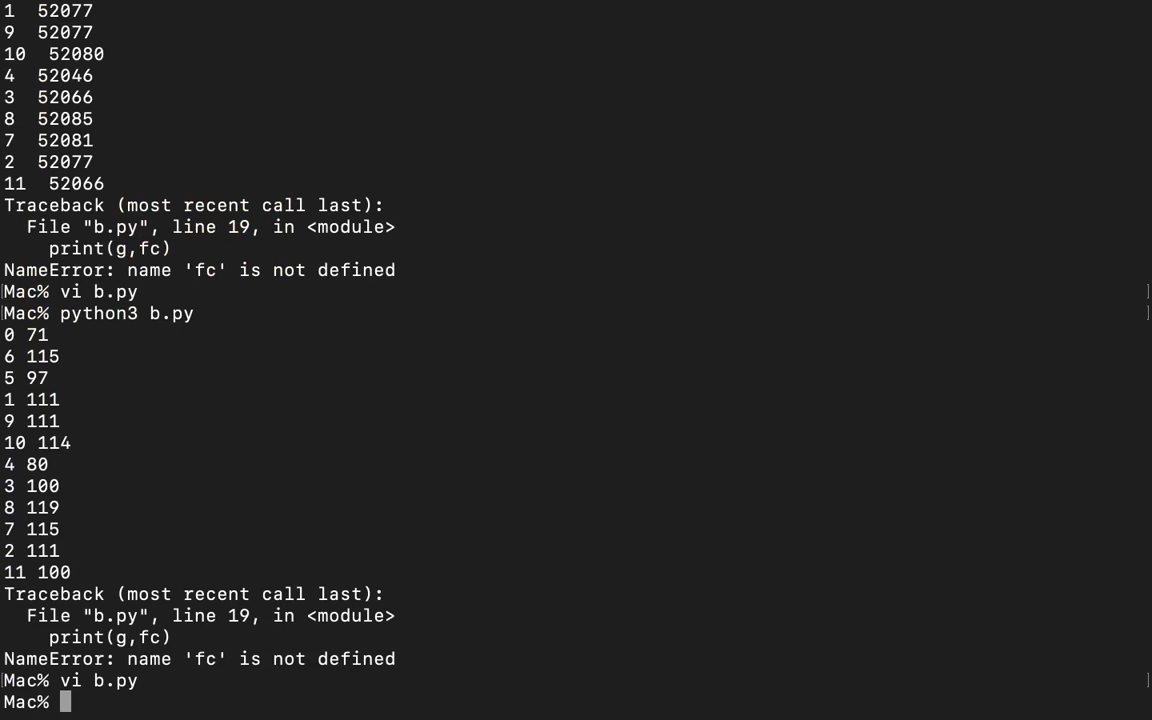 1  52077
9  52077
10  52080
4  52046
3  52066
8  52085
7  52081
2  52077
11  52066
Traceback (most recent call last):
  File "b.py", line 19, in <module>
    print(g,fc)
NameError: name 'fc' is not defined
[Mac% vi b.py ]
[Mac% python3 b.py ]
0 71
6 115
5 97
1 111
9 111
10 114
4 80
3 100
8 119
7 115
2 111
11 100
Traceback (most recent call last):
  File "b.py", line 19, in <module>
    print(g,fc)
NameError: name 'fc' is not defined
[Mac% vi b.py ]
Mac%